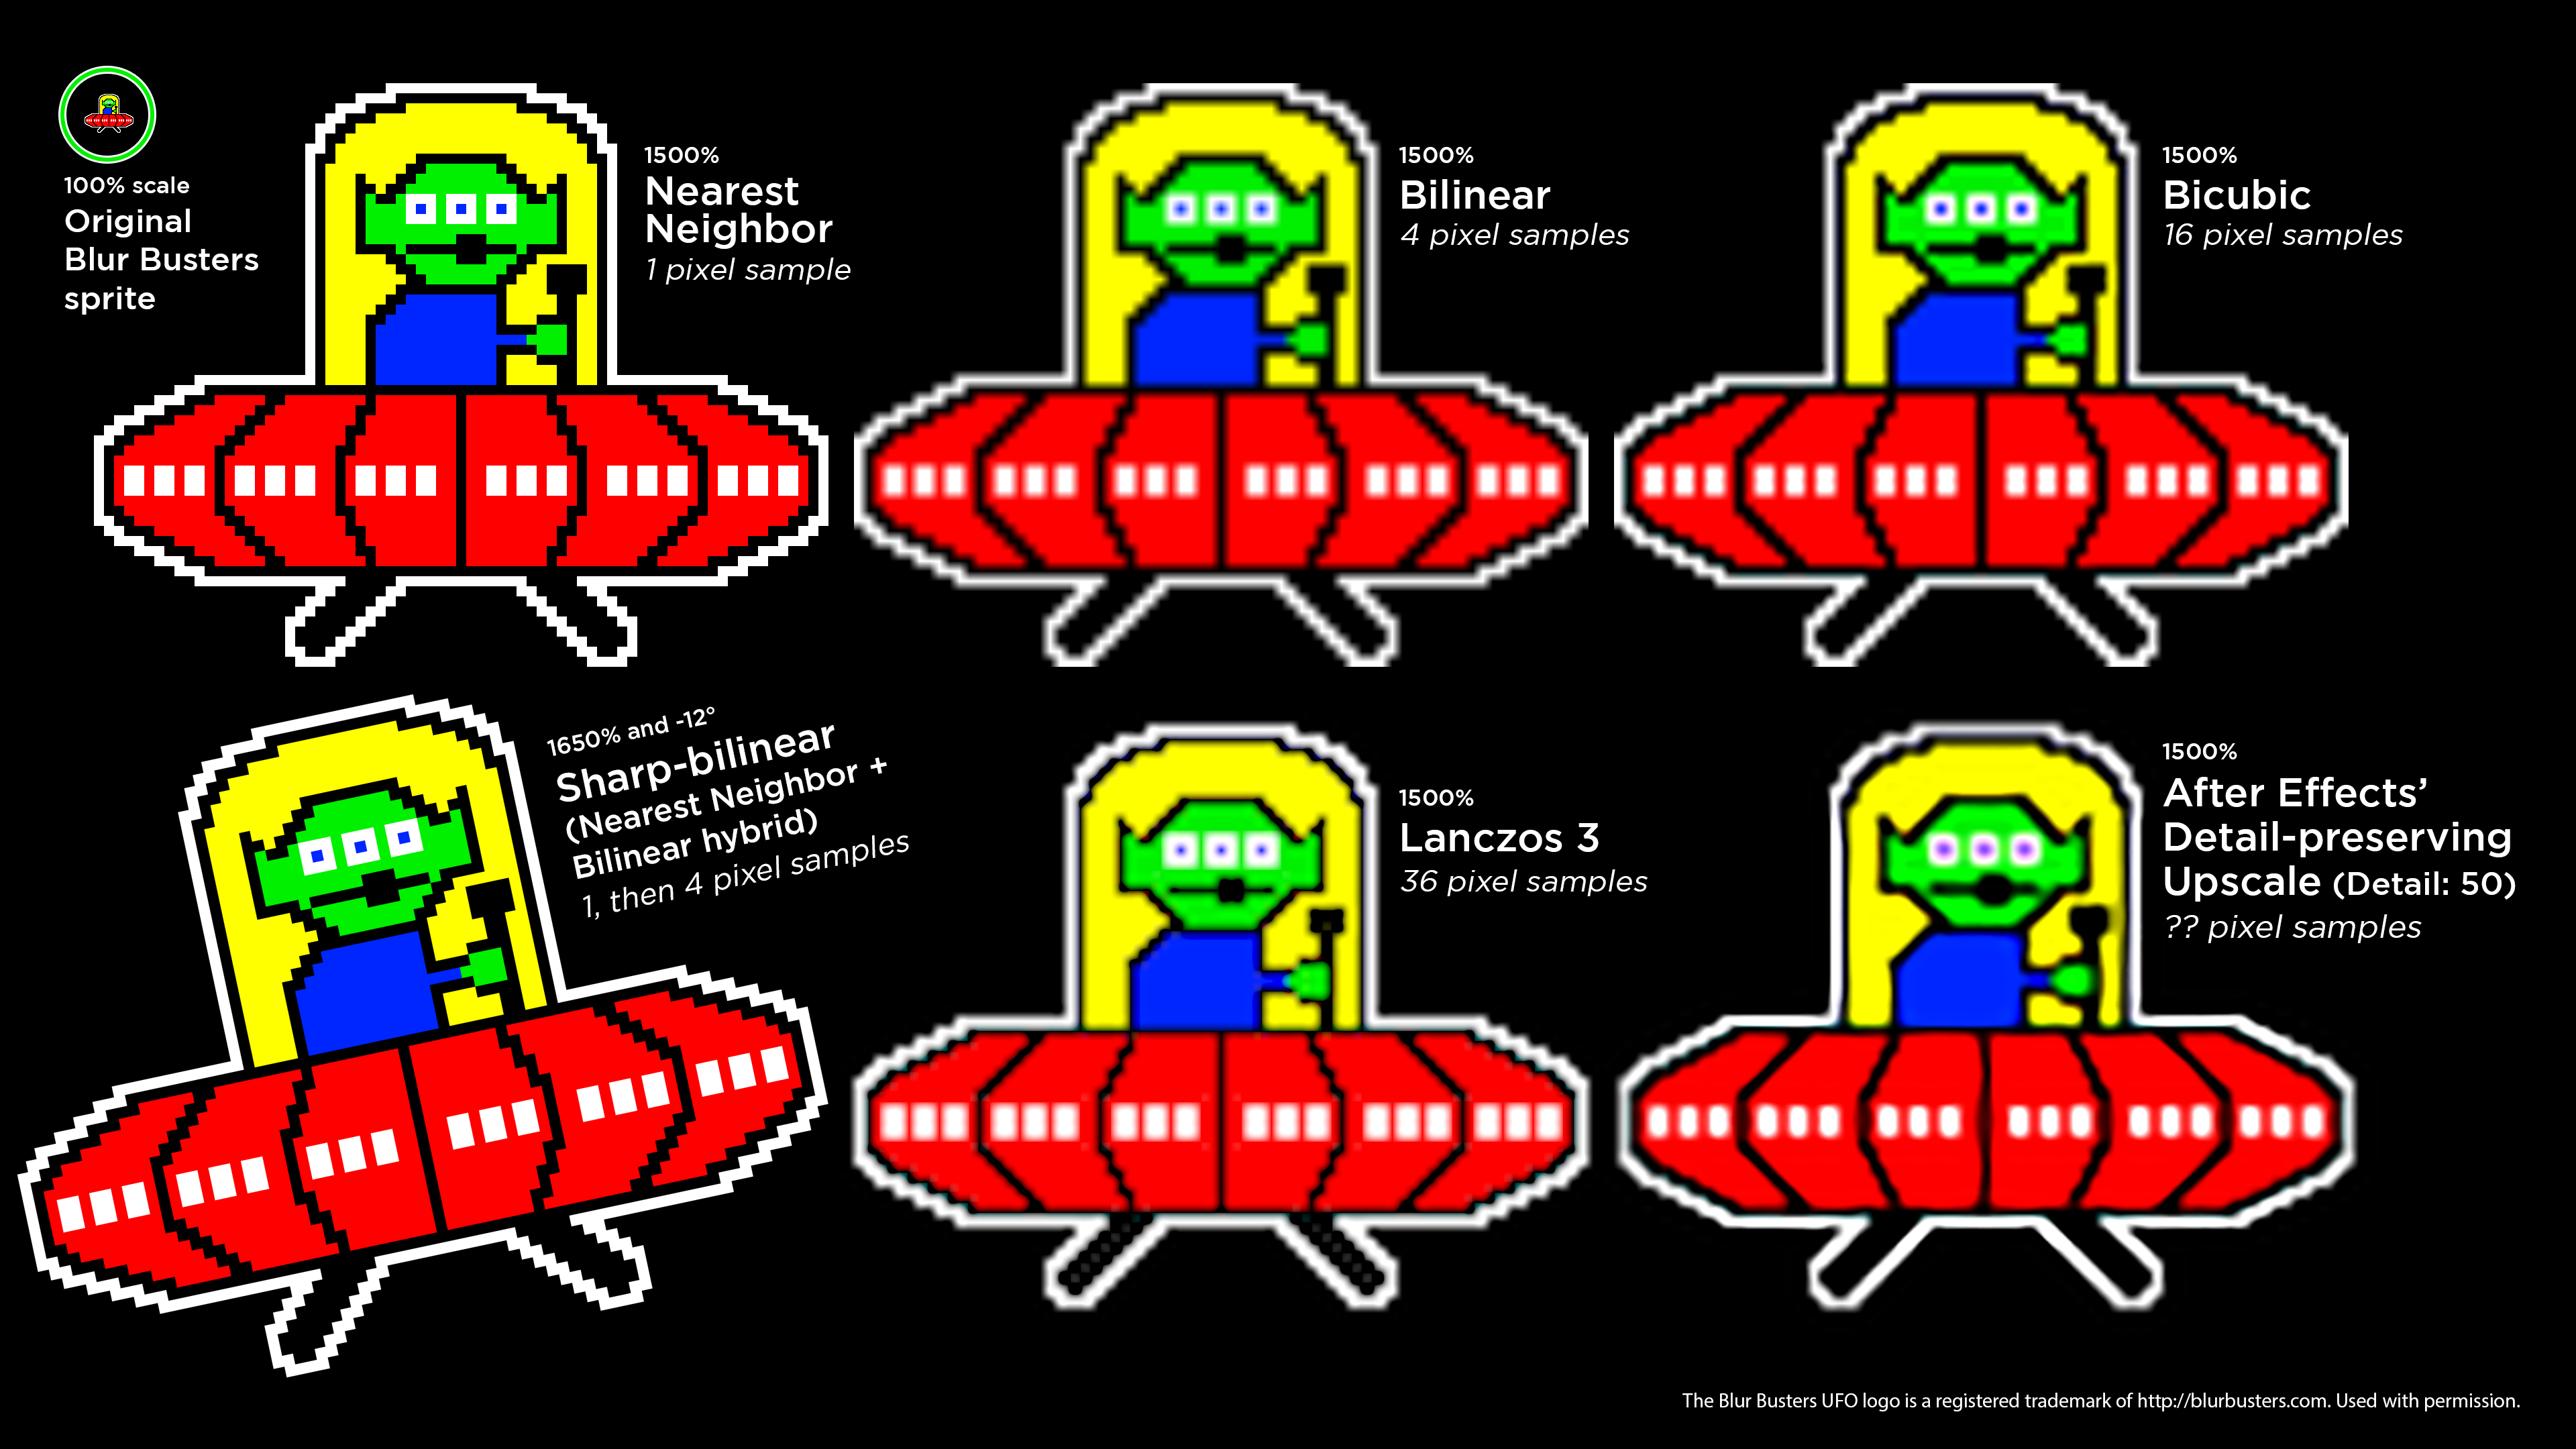 100% scale
Original
Blur Busters
sprite
1500%
Nearest
Neighbor
1 pixel sample
1500%
Bilinear
4 pixel samples
1500%
Bicubic
16 pixel samples
1650% and -12°
Sharp-bilinear
(Nearest Neighbor +
Bilinear hybrid)
1, then 4 pixel samples
1500%
Lanczos 3
36 pixel samples
1500%
After Effects’
Detail-preserving
Upscale (Detail: 50)
?? pixel samples
The Blur Busters UFO logo is a registered trademark of http://blurbusters.com. Used with permission.